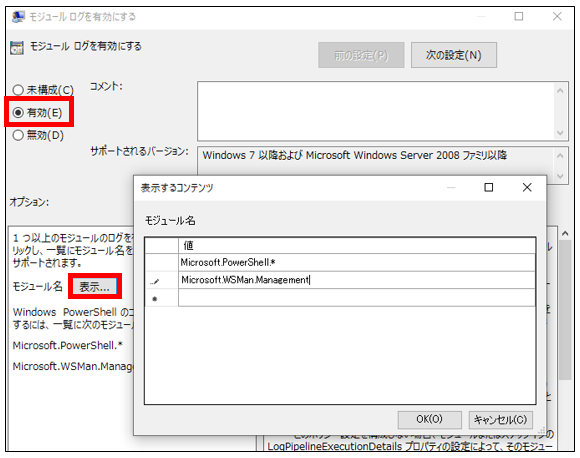 モジュール ログを有効にする
モジュール ログを有効にする
前の設定(P)
次の設定(N)
未構成(C)
コメント:
有効(E)
無効(D)
サポートされるバージョン:
Windows 7 以降および Microsoft Windows Server 2008 ファミリ以降
オプション:
表示するコンテンツ
モジュール名
値
Microsoft.PowerShell.*
Microsoft.WSMan.Management
OK(O)
キャンセル(C)
1 つ以上のモジュールのログを
リックし、一覧にモジュール名を
サポートされます。
モジュール名
表示...
Windows PowerShell の
するには、一覧に次のモジュー
Microsoft.PowerShell.*
Microsoft.WSMan.Manag
LogPipelineExecutionDetails プロパティの設定によって、そのモジュー